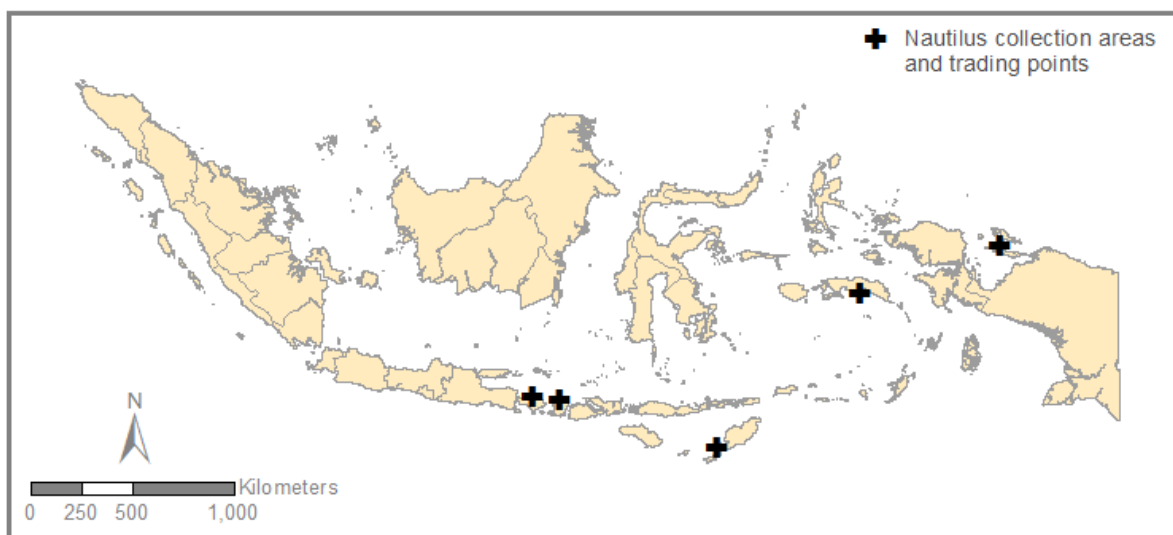 Nautilus collection areas
and trading points
N
Kilometers
0 250 500 1,000